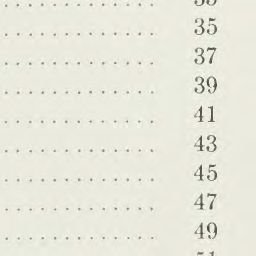 . . . . . . . . . . . . . 35
. . . . . . . . . . . . . 37
. . . . . . . . . . . . . 39
. . . . . . . . . . . . . 41
. . . . . . . . . . . . . 43
. . . . . . . . . . . . . 45
. . . . . . . . . . . . . 47
. . . . . . . . . . . . . 49